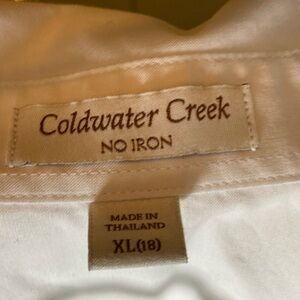 Coldwater Creek
NO IRON
MADE IN
THAILAND
XL(18)